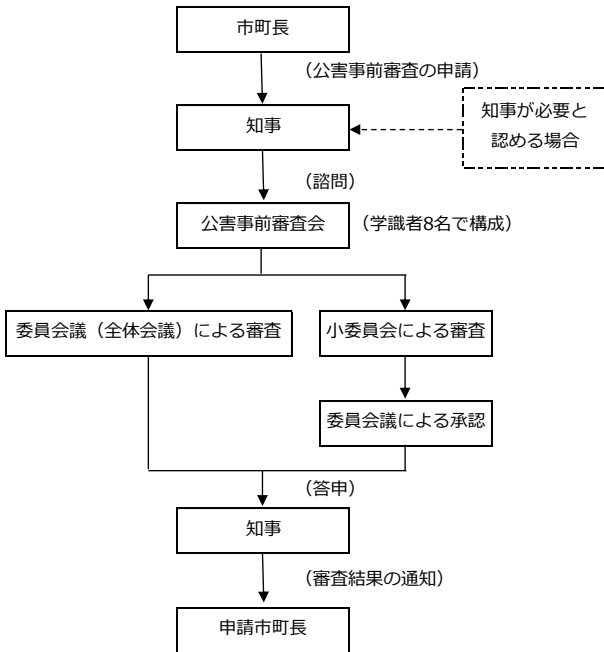 市町長
（公害事前審査の申請）
知事が必要と
認める場合
知事
（諮問）
公害事前審査会
（学識者8名で構成）
委員会議（全体会議）による審査
小委員会による審査
委員会議による承認
（答申）
知事
（審査結果の通知）
申請市町長